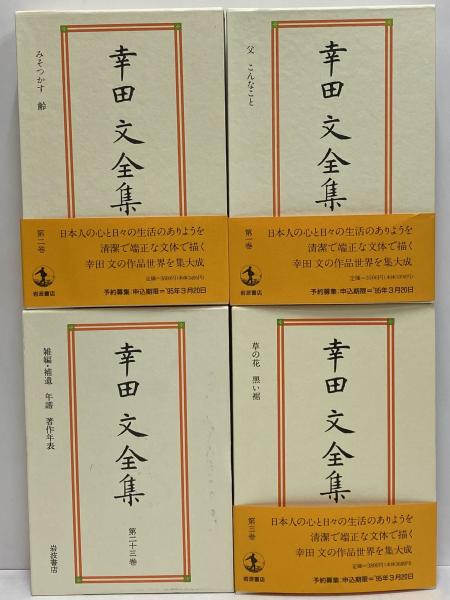 みそつかす 齢
幸田 文全集
日本人の心と日々の生活のありようを
清潔で端正な文体で描く
幸田 文の作品世界を集大成
予約募集:申込期限='95年3月20日
第二巻
岩波書店
父 こんなこと
幸田 文全集
日本人の心と日々の生活のありようを
清潔で端正な文体で描く
幸田 文の作品世界を集大成
予約募集:申込期限='95年3月20日
第一巻
岩波書店
雑編・補遺 年譜 著作年表
幸田 文全集
第二十三巻
岩波書店
草の花 黒い裾
幸田 文全集
日本人の心と日々の生活のありようを
清潔で端正な文体で描く
幸田 文の作品世界を集大成
予約募集:申込期限='95年3月20日
第三巻
岩波書店